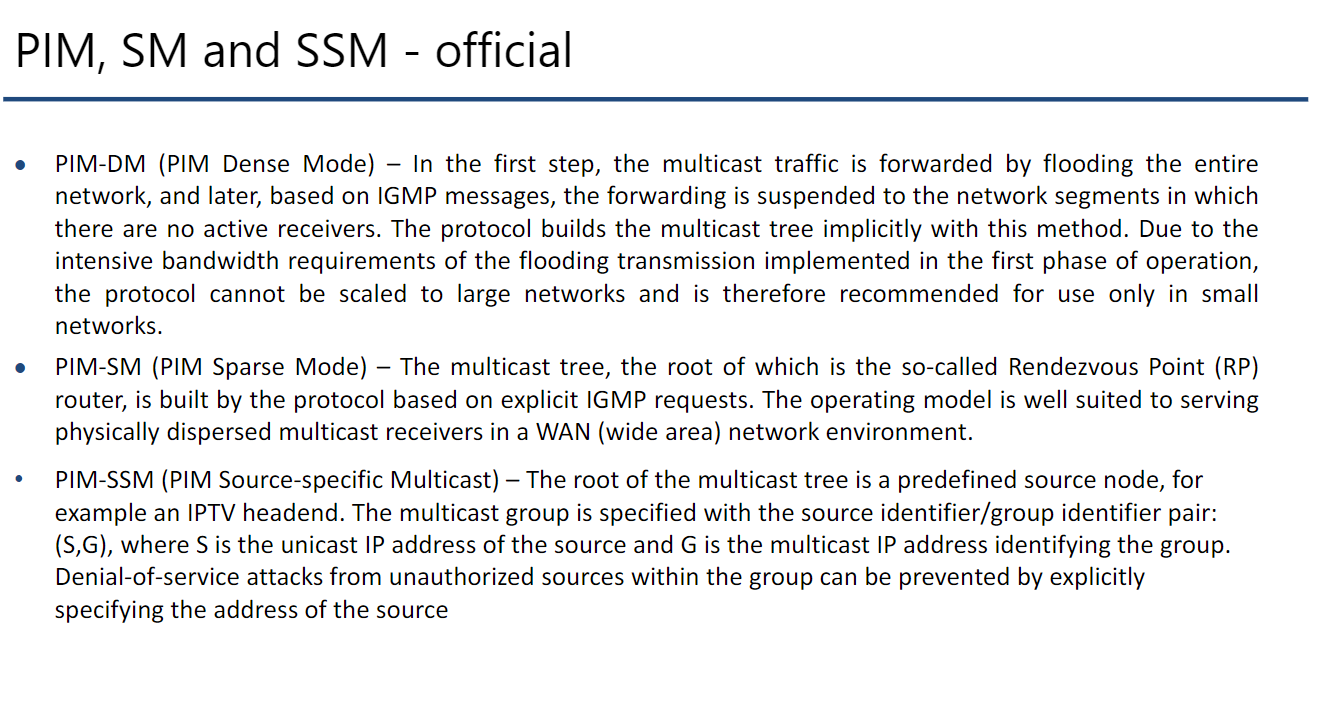 PIM, SM and SSM - official
• PIM-DM (PIM Dense Mode) – In the first step, the multicast traffic is forwarded by flooding the entire
network, and later, based on IGMP messages, the forwarding is suspended to the network segments in which
there are no active receivers. The protocol builds the multicast tree implicitly with this method. Due to the
intensive bandwidth requirements of the flooding transmission implemented in the first phase of operation,
the protocol cannot be scaled to large networks and is therefore recommended for use only in small
networks.
• PIM-SM (PIM Sparse Mode) – The multicast tree, the root of which is the so-called Rendezvous Point (RP)
router, is built by the protocol based on explicit IGMP requests. The operating model is well suited to serving
physically dispersed multicast receivers in a WAN (wide area) network environment.
• PIM-SSM (PIM Source-specific Multicast) – The root of the multicast tree is a predefined source node, for
example an IPTV headend. The multicast group is specified with the source identifier/group identifier pair:
(S,G), where S is the unicast IP address of the source and G is the multicast IP address identifying the group.
Denial-of-service attacks from unauthorized sources within the group can be prevented by explicitly
specifying the address of the source